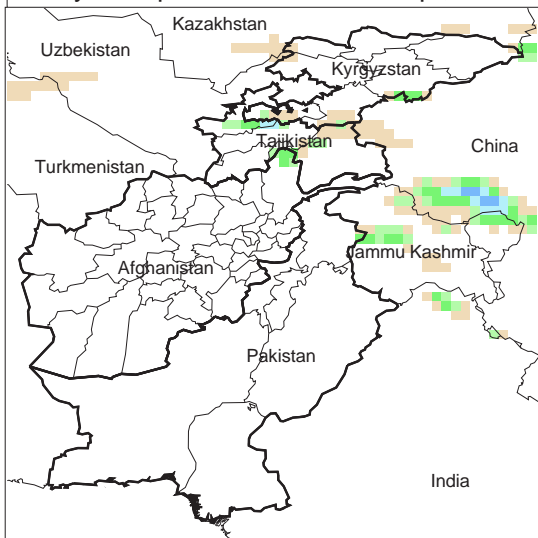 Kazakhstan
Uzbekistan
Kyrgyzstan
Tajikistan
China
Turkmenistan
Jammu Kashmir
Afghanistan
Pakistan
India